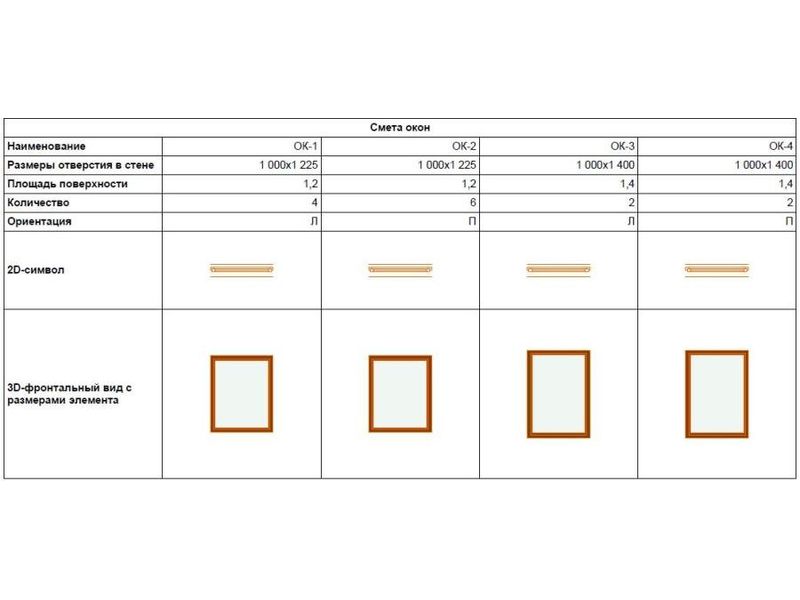 Смета окон
Наименование ОК-1 ОК-2 ОК-3 ОК-4
Размеры отверстия в стене 1 000x1 225 1 000x1 225 1 000x1 400 1 000x1 400
Площадь поверхности 1,2 1,2 1,4 1,4
Количество 4 6 2 2
Ориентация Л П Л П
2D-символ
3D-фронтальный вид с
размерами элемента